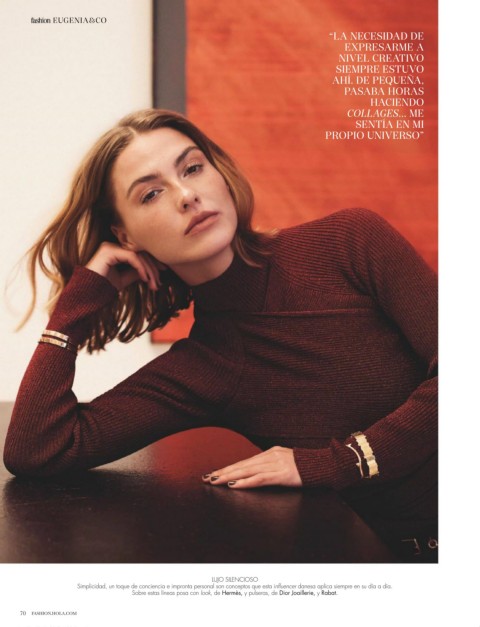 fashion EUGENIA&CO
“LA NECESIDAD DE
EXPRESARME A
NIVEL CREATIVO
SIEMPRE ESTUVO
AHÍ. DE PEQUEÑA,
PASABA HORAS
HACIENDO
COLLAGES... ME
SENTÍA EN MI
PROPIO UNIVERSO”
LUJO SILENCIOSO
Simplicidad, un toque de conciencia e impronta personal son conceptos que esta influencer danesa aplica siempre en su día a día.
Sobre estas líneas posa con look, de Hermès, y pulseras, de Dior Joaillerie, y Rabat.
70 FASHION.HOLA.COM